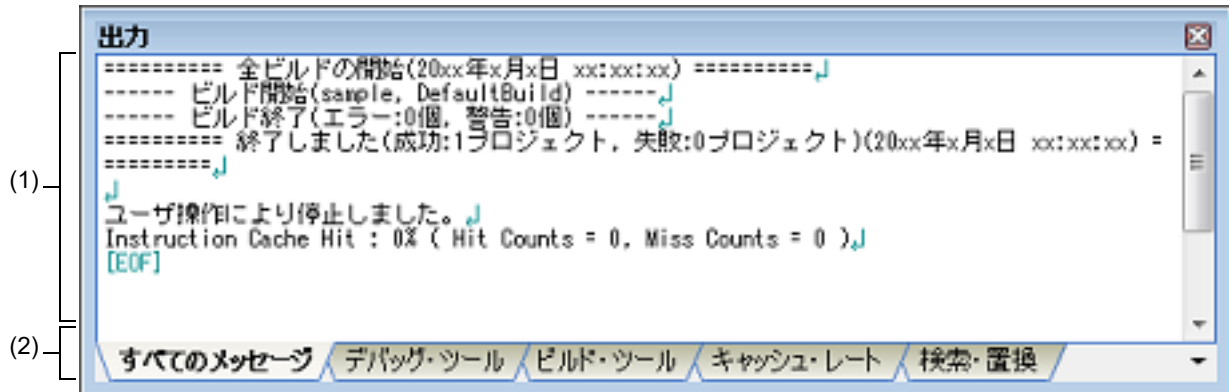 出力
========== 全ビルドの開始(20xx年x月x日 xx:xx:xx) ==========↲
------ ビルド開始(sample, DefaultBuild) ------↲
------ ビルド終了(エラー:0個, 警告:0個) ------↲
========== 終了しました(成功:1プロジェクト, 失敗:0プロジェクト)(20xx年x月x日 xx:xx:xx) =
=========↲
↲
ユーザ操作により停止しました。↲
Instruction Cache Hit : 0% ( Hit Counts = 0, Miss Counts = 0 )↲
[EOF]
(1)
(2)
すべてのメッセージ デバッグ・ツール ビルド・ツール キャッシュ・レート 検索・置換